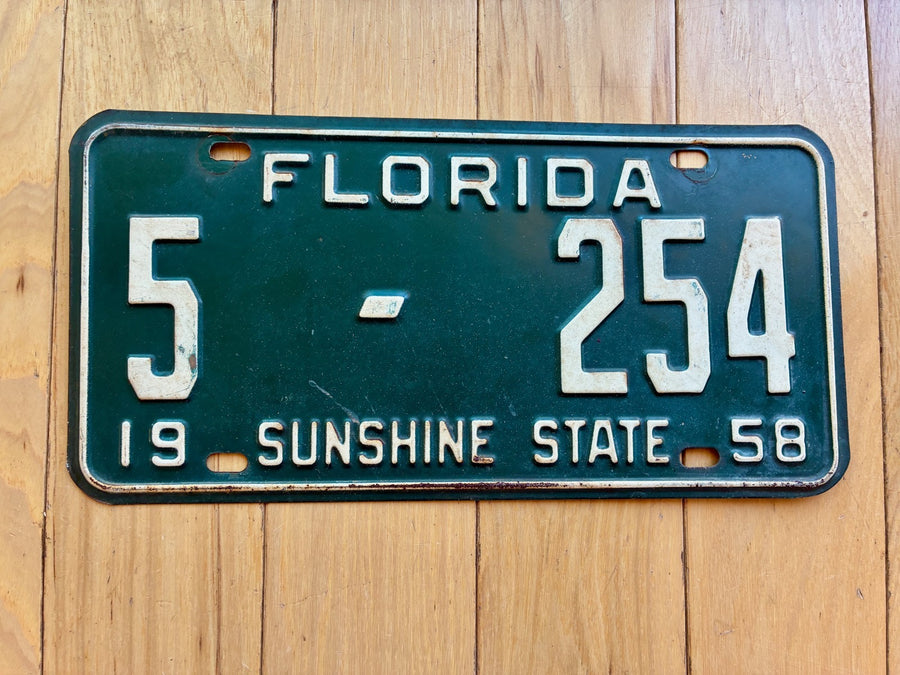 FLORIDA
5 - 254
19 SUNSHINE STATE 58